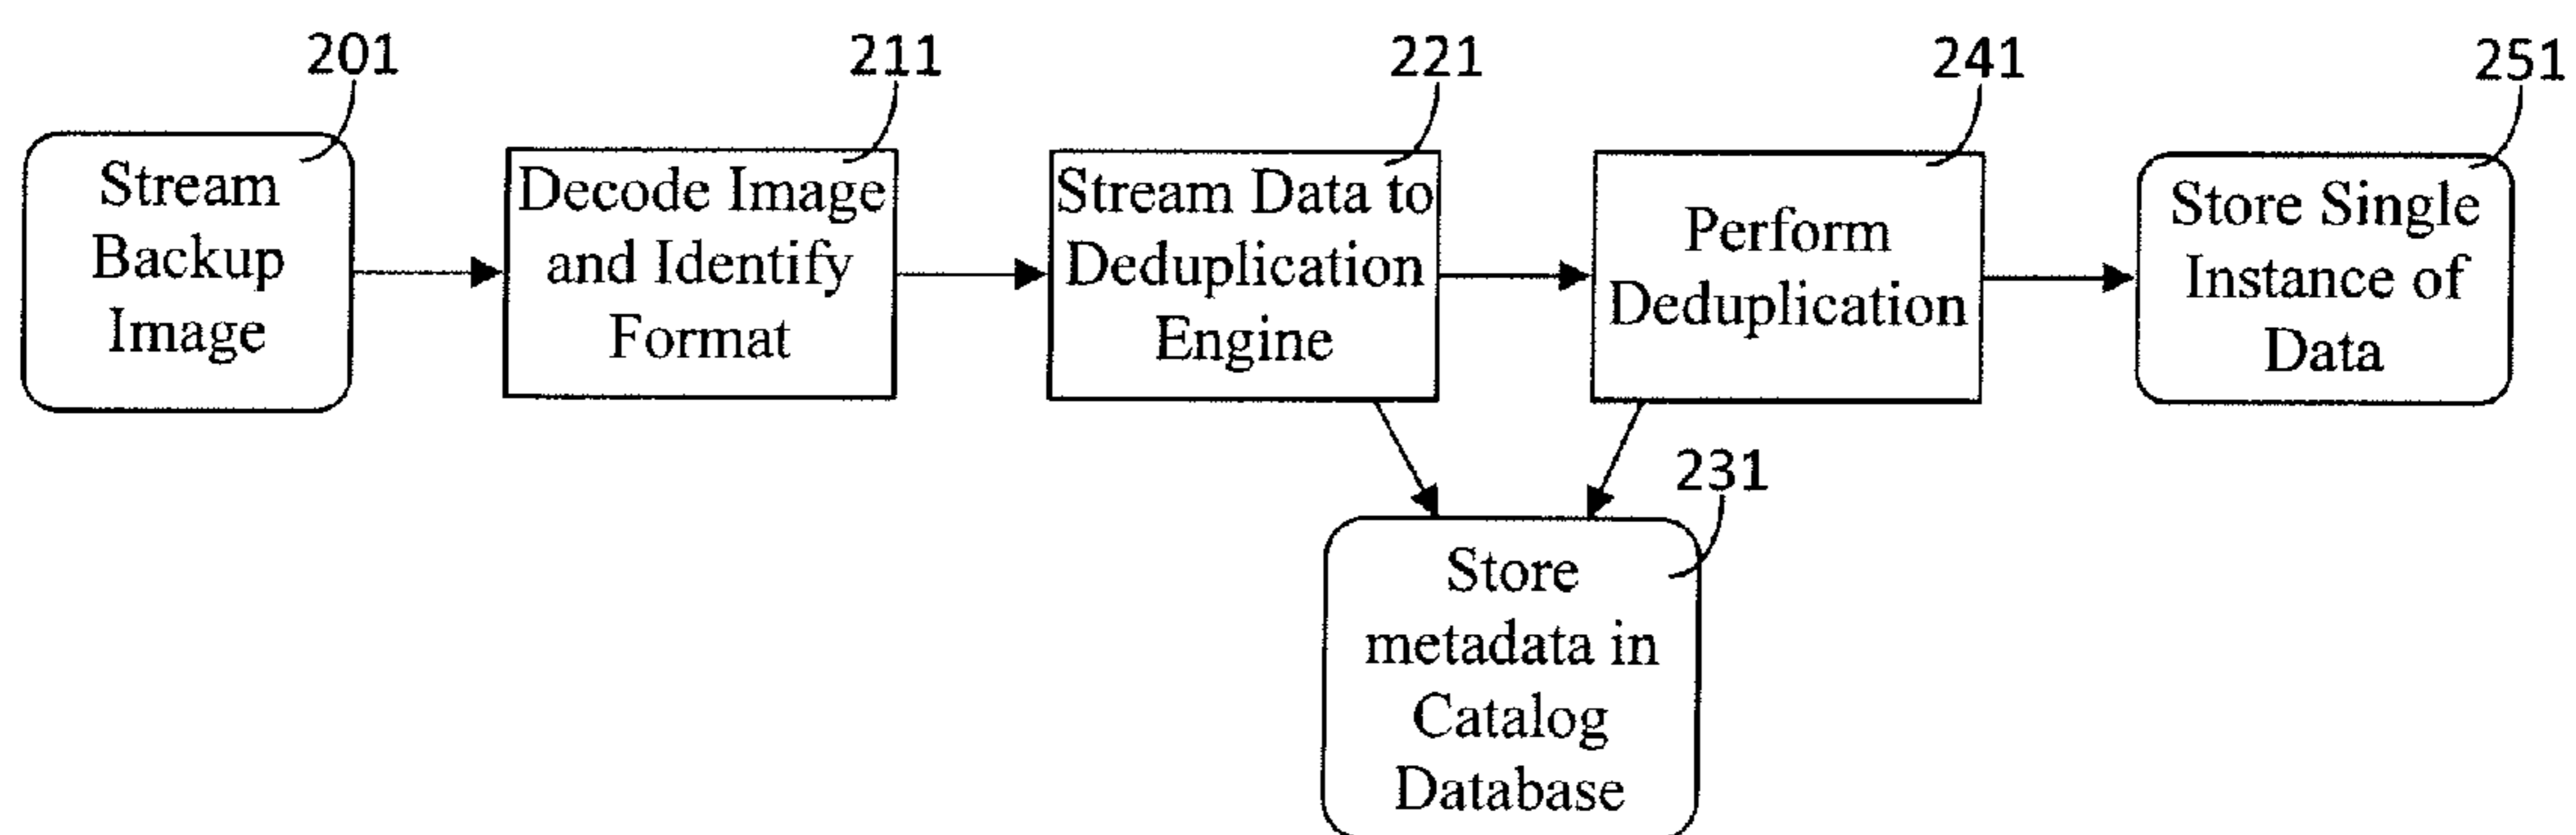 201
Stream
Backup
Image
211
Decode Image
and Identify
Format
221
Stream Data to
Deduplication
Engine
241
Perform
Deduplication
251
Store Single
Instance of
Data
231
Store
metadata in
Catalog
Database